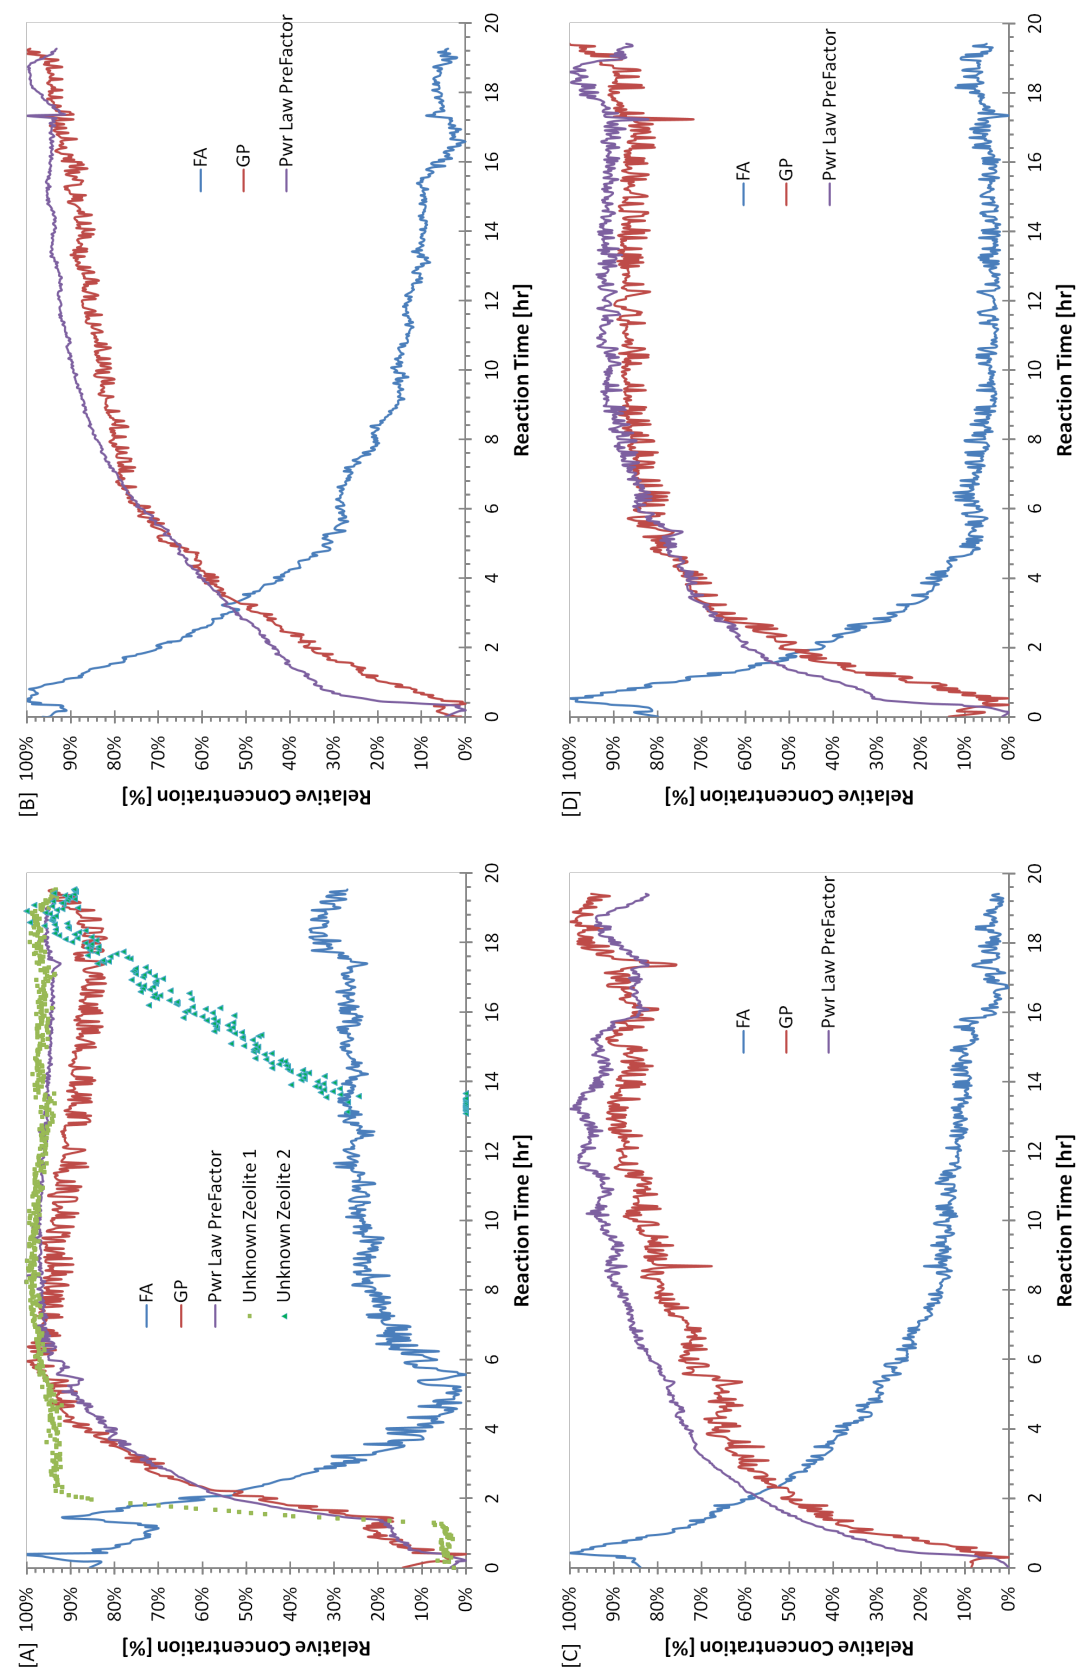 [A]
100%
90%
80%
70%
60%
50%
40%
30%
20%
10%
0%
Relative Concentration [%]
0 2 4 6 8 10 12 14 16 18 20
Reaction Time [hr]
FA
GP
Pwr Law PreFactor
Unknown Zeolite 1
Unknown Zeolite 2
[B]
100%
90%
80%
70%
60%
50%
40%
30%
20%
10%
0%
Relative Concentration [%]
0 2 4 6 8 10 12 14 16 18 20
Reaction Time [hr]
FA
GP
Pwr Law PreFactor
[C]
100%
90%
80%
70%
60%
50%
40%
30%
20%
10%
0%
Relative Concentration [%]
0 2 4 6 8 10 12 14 16 18 20
Reaction Time [hr]
FA
GP
Pwr Law PreFactor
[D]
100%
90%
80%
70%
60%
50%
40%
30%
20%
10%
0%
Relative Concentration [%]
0 2 4 6 8 10 12 14 16 18 20
Reaction Time [hr]
FA
GP
Pwr Law PreFactor